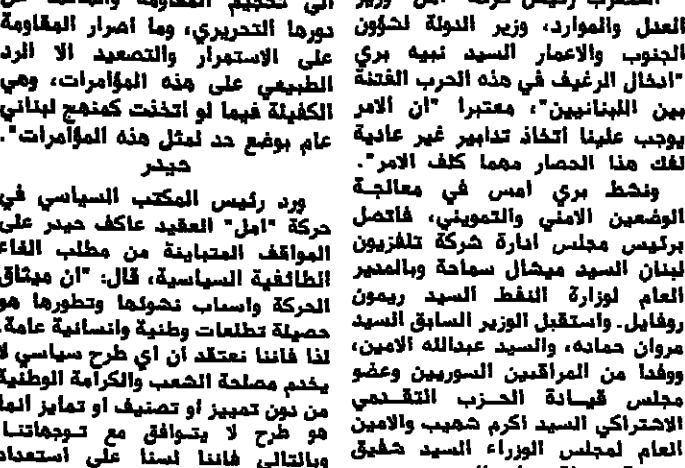 العدل والموارد، وزير الدولة لشؤون
الجنوب والاعمار السيد نبيه بري
"ادخال الرغيف في هذه الحرب الفتنة
بين اللبنانيين"، معتبرا "ان الامر
يوجب علينا اتخاذ تدابير غير عادية
لفك هذا الحصار مهما كلف الامر".
ونشط بري امس في معالجة
الوضعين الامني والتمويني، فاتصل
برئيس مجلس ادارة شركة تلفزيون
لبنان السيد ميشال سماحة وبالمدير
العام لوزارة النفط السيد ريمون
روفايل. واستقبل الوزير السابق السيد
مروان حماده، والسيد عبدالله الامين،
ووفدا من المراقبين السوريين وعضو
مجلس قيادة الحزب التقدمي
الاشتراكي السيد اكرم شهيب والامين
العام لمجلس الوزراء السيد شفيق
الى تحجيم المقاومة
دورها التحريري، وما اصرار المقاومة
على الاستمرار والتصعيد الا الرد
الطبيعي على هذه المؤامرات، وهي
الكفيلة فيما لو اتخذت كمنهج لبناني
عام بوضع حد لمثل هذه المؤامرات".
حيدر
ورد رئيس المكتب السياسي في
حركة "امل" العقيد عاكف حيدر على
المواقف المتباينة من مطلب الغاء
الطائفية السياسية، قال: "ان ميثاق
الحركة واسباب نشوئها وتطورها هو
حصيلة تطلعات وطنية وانسانية عامة.
لذا فاننا نعتقد ان اي طرح سياسي لا
يخدم مصلحة الشعب والكرامة الوطنية
من دون تمييز او تصنيف او تمايز انما
هو طرح لا يتوافق مع توجهاتنا
وبالتالي فاننا لسنا على استعداد